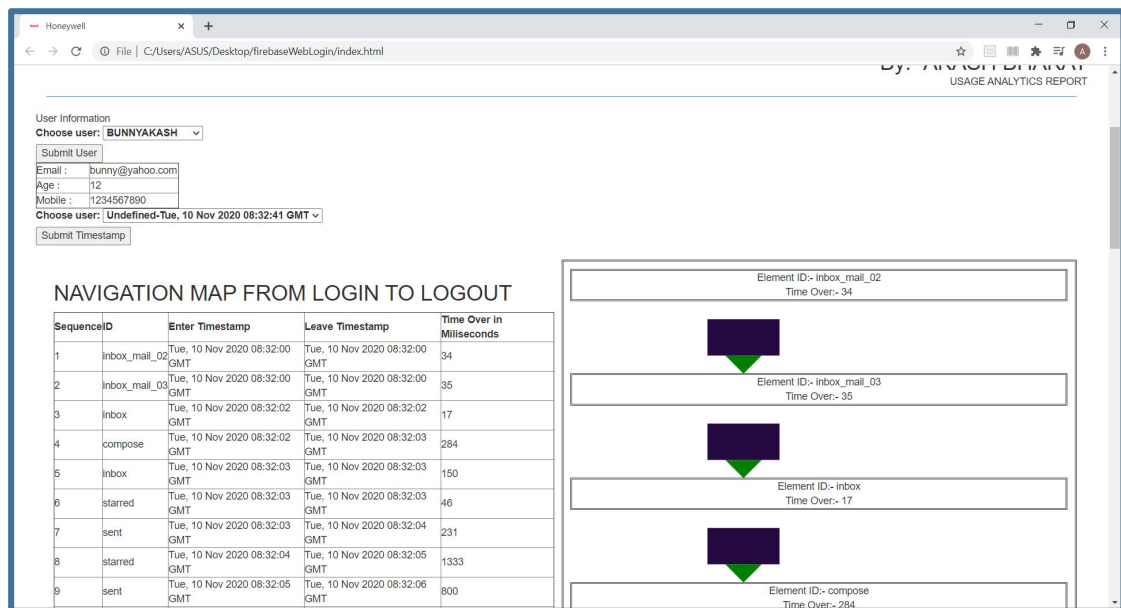 Honeywell
File | C:/Users/ASUS/Desktop/firebaseWebLogin/index.html
A
By: AKASH BHARAT
USAGE ANALYTICS REPORT
User Information
Choose user: BUNNYAKASH
Submit User
Email : bunny@yahoo.com
Age : 12
Mobile : 1234567890
Choose user: Undefined-Tue, 10 Nov 2020 08:32:41 GMT
Submit Timestamp
NAVIGATION MAP FROM LOGIN TO LOGOUT
Sequence ID Enter Timestamp Leave Timestamp Time Over in
Miliseconds
1 inbox_mail_02 Tue, 10 Nov 2020 08:32:00 Tue, 10 Nov 2020 08:32:00 34
GMT GMT
2 inbox_mail_03 Tue, 10 Nov 2020 08:32:00 Tue, 10 Nov 2020 08:32:00 35
GMT GMT
3 inbox Tue, 10 Nov 2020 08:32:02 Tue, 10 Nov 2020 08:32:02 17
GMT GMT
4 compose Tue, 10 Nov 2020 08:32:02 Tue, 10 Nov 2020 08:32:03 284
GMT GMT
5 inbox Tue, 10 Nov 2020 08:32:03 Tue, 10 Nov 2020 08:32:03 150
GMT GMT
6 starred Tue, 10 Nov 2020 08:32:03 Tue, 10 Nov 2020 08:32:03 46
GMT GMT
7 sent Tue, 10 Nov 2020 08:32:03 Tue, 10 Nov 2020 08:32:04 231
GMT GMT
8 starred Tue, 10 Nov 2020 08:32:04 Tue, 10 Nov 2020 08:32:05 1333
GMT GMT
9 sent Tue, 10 Nov 2020 08:32:05 Tue, 10 Nov 2020 08:32:06 800
GMT GMT
Element ID:- inbox_mail_02
Time Over:- 34
Element ID:- inbox_mail_03
Time Over:- 35
Element ID:- inbox
Time Over:- 17
Element ID:- compose
Time Over:- 284